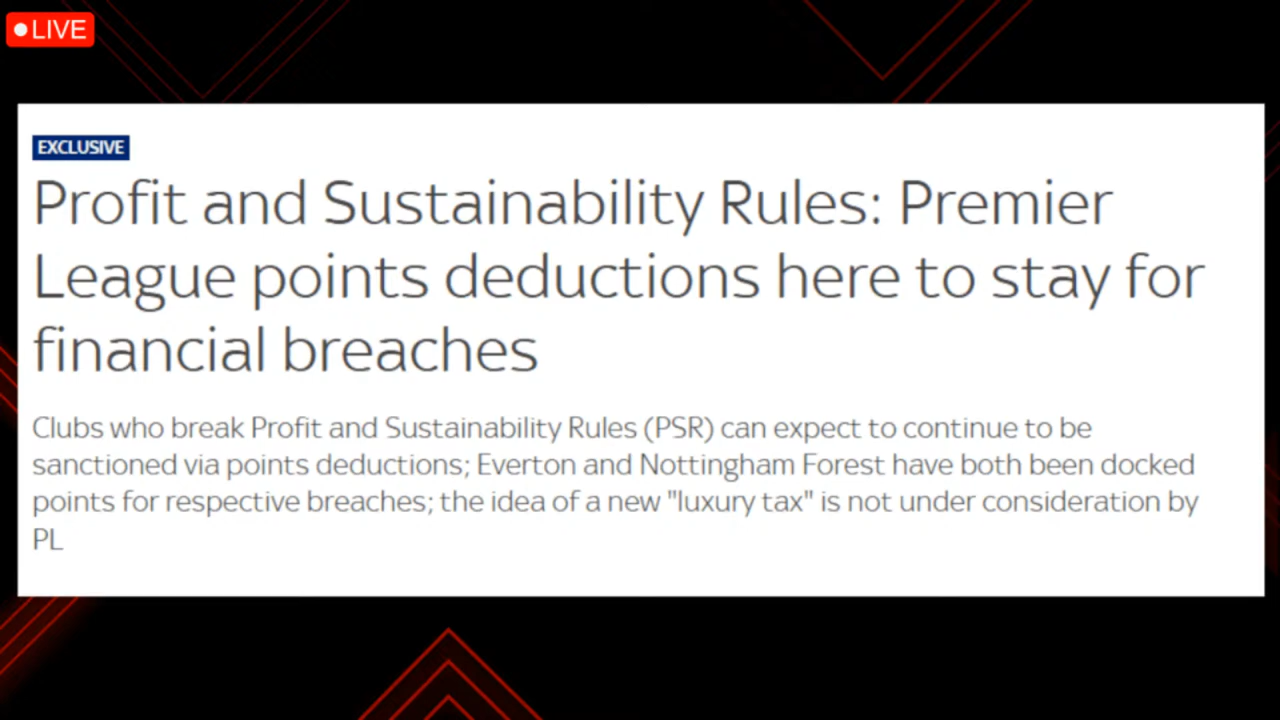 LIVE
EXCLUSIVE
Profit and Sustainability Rules: Premier
League points deductions here to stay for
financial breaches
Clubs who break Profit and Sustainability Rules (PSR) can expect to continue to be
sanctioned via points deductions; Everton and Nottingham Forest have both been docked
points for respective breaches; the idea of a new "luxury tax" is not under consideration by
PL